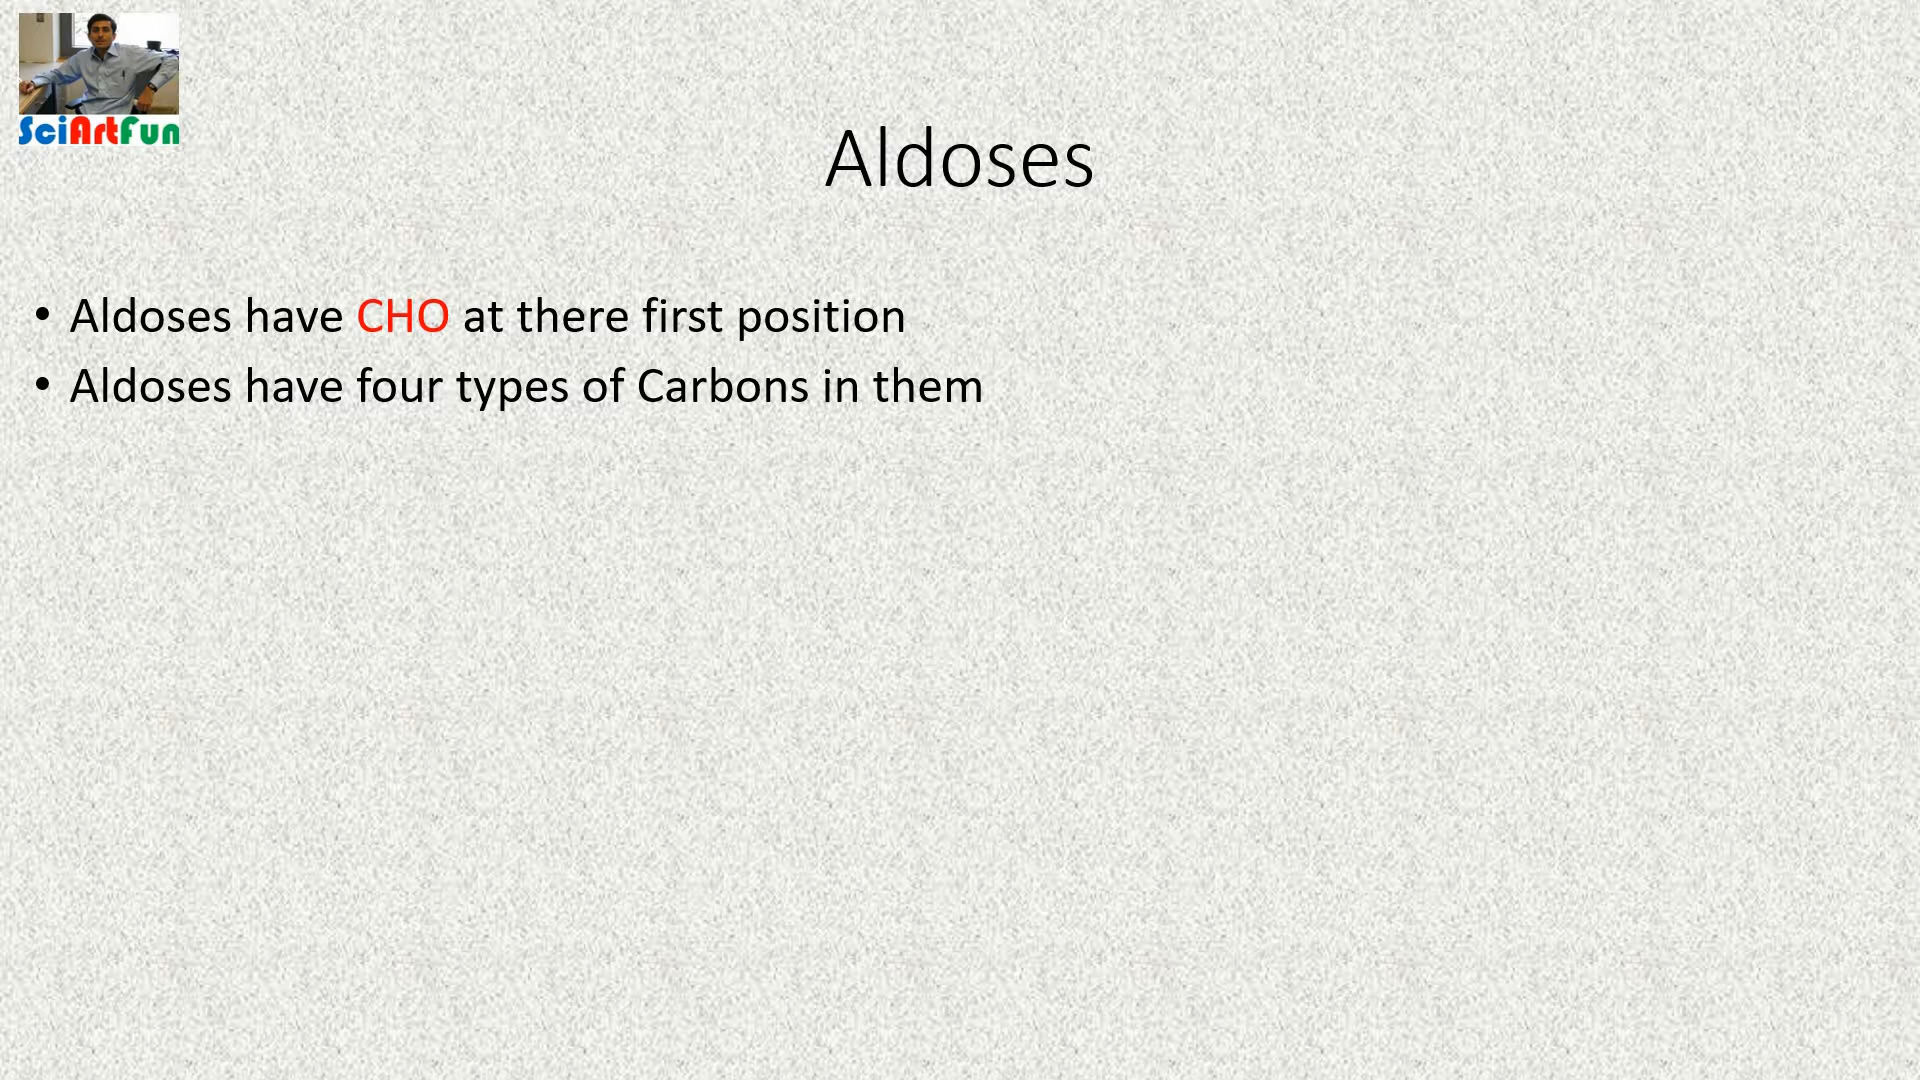 SciArtFun
Aldoses
• Aldoses have CHO at there first position
• Aldoses have four types of Carbons in them